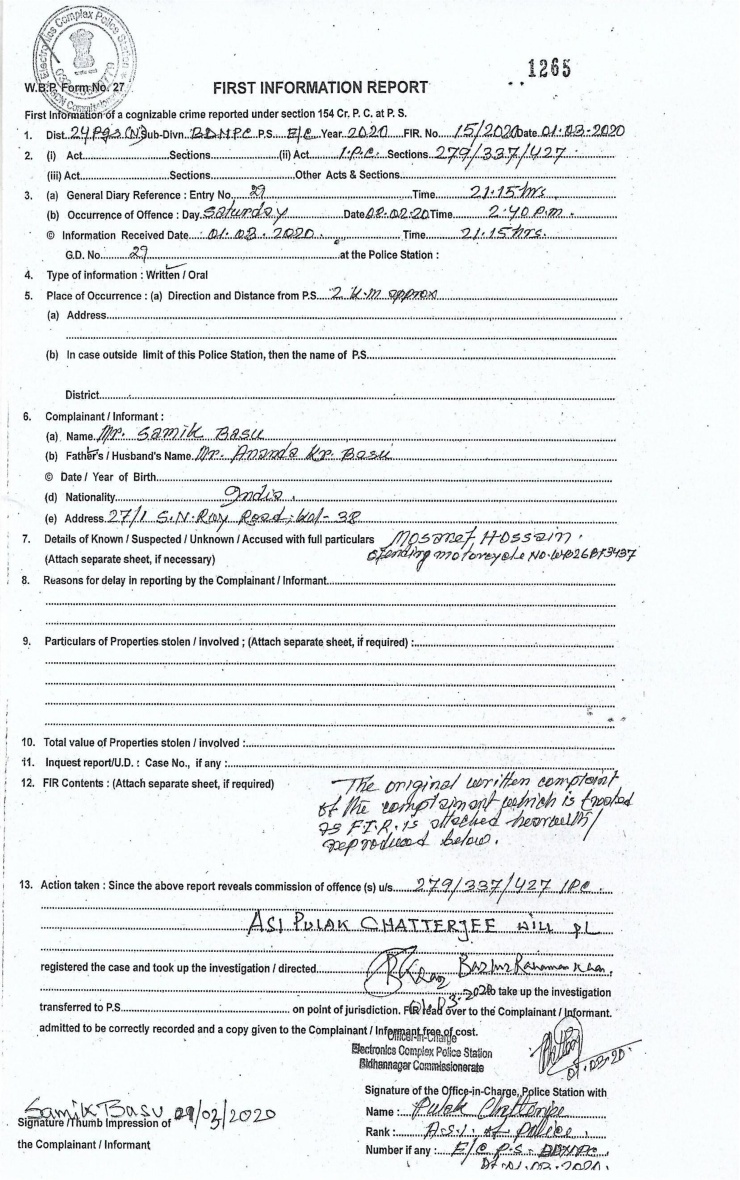 Electronics Complex Police Station
1265
W.B.P. Form No. 27
FIRST INFORMATION REPORT
First Information of a cognizable crime reported under section 154 Cr. P. C. at P. S.
1. Dist. 24 Pgs (N) Sub-Divn. BDNPC P.S. E/C Year 2020 FIR. No. 15/2020 Date 01.03-2020
2. (i) Act Sections (ii) Act I.P.C. Sections 279/337/427
(iii) Act Sections Other Acts & Sections
3. (a) General Diary Reference : Entry No. 29 Time 21.15 hrs
(b) Occurrence of Offence : Day Saturday Date 08.02.20 Time 2.40 P.m.
© Information Received Date 01.03.2020. Time 21.15 hrs.
G.D. No. 29 at the Police Station :
4. Type of information : Written / Oral
5. Place of Occurrence : (a) Direction and Distance from P.S. 2 K.m approx
(a) Address
(b) In case outside limit of this Police Station, then the name of P.S.
District
6. Complainant / Informant :
(a) Name. Mr. Samik Basu
(b) Father's / Husband's Name. Mr. Ananda Kr. Basu
© Date / Year of Birth
(d) Nationality India.
(e) Address. 27/1 S.N. Roy Road, Kol-38
7. Details of Known / Suspected / Unknown / Accused with full particulars Mosaref Hossain.
(Attach separate sheet, if necessary) offending motorcycle No.
8. Reasons for delay in reporting by the Complainant / Informant
9. Particulars of Properties stolen / involved ; (Attach separate sheet, if required) :
10. Total value of Properties stolen / involved :
11. Inquest report/U.D. : Case No., if any :
12. FIR Contents : (Attach separate sheet, if required) The original written complaint
of the complainant which is treated
as F.I.R. is attached herewith/
reproduced below.
13. Action taken : Since the above report reveals commission of offence (s) u/s. 279/337/427 IPC.
ASI PULAK CHATTERJEE WILL PL
registered the case and took up the investigation / directed Bazlur Rahaman Khan.
to take up the investigation
transferred to P.S. on point of jurisdiction. FIR read over to the Complainant / Informant.
admitted to be correctly recorded and a copy given to the Complainant / Informant free of cost.
Officer-in-Charge
Electronics Complex Police Station
Bidhannagar Commissionerate
01.03.20.
Signature of the Office-in-Charge, Police Station with
Samik Basu 01/03/2020
Name : Pulak Chatterjee
Signature /Thumb Impression of
Rank : A.S.I. of Police.
the Complainant / Informant
Number if any : E/C P.S. BDNPC
Dt. 01.03.2020.